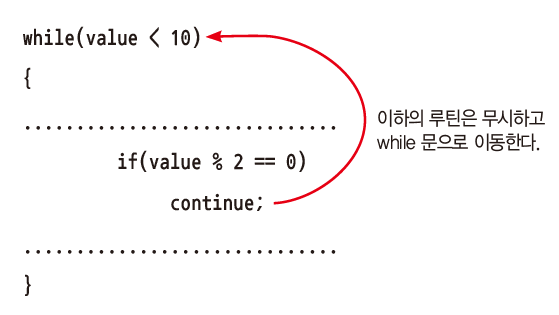 while(value < 10)
{
...............................
if(value % 2 == 0)
continue;
...............................
}
이하의 루틴은 무시하고
while 문으로 이동한다.